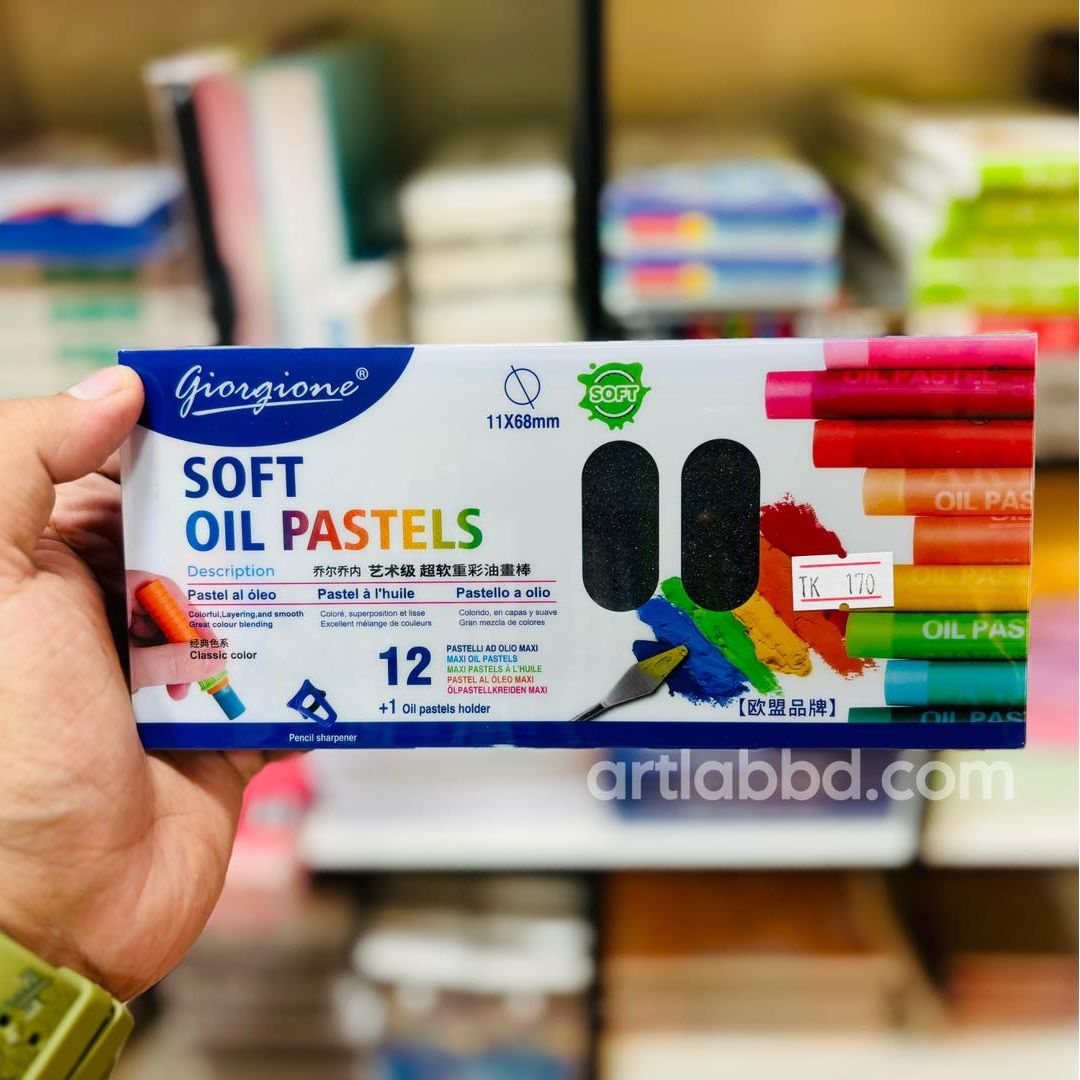 giorgione®
11X68mm
SOFT
SOFT
OIL PASTELS
Description
乔尔乔内 艺术级 超软重彩油畫棒
Pastel al óleo
Pastel à l'huile
Pastello a olio
Colorful,Layering,and smooth
Great colour blending
Coloré, superposition et lisse
Excellent mélange de couleurs
Colorido, en capas y suave
Gran mezcla de colores
经典色系
Classic color
12
PASTELLI AD OLIO MAXI
MAXI OIL PASTELS
MAXI PASTELS À L'HUILE
PASTEL AL ÓLEO MAXI
ÖLPASTELLKREIDEN MAXI
+1 Oil pastels holder
Pencil sharpener
OIL PASTEL
OIL PAS
TK 170
OIL PAS
OIL PAS
【欧盟品牌】
artlabbd.com